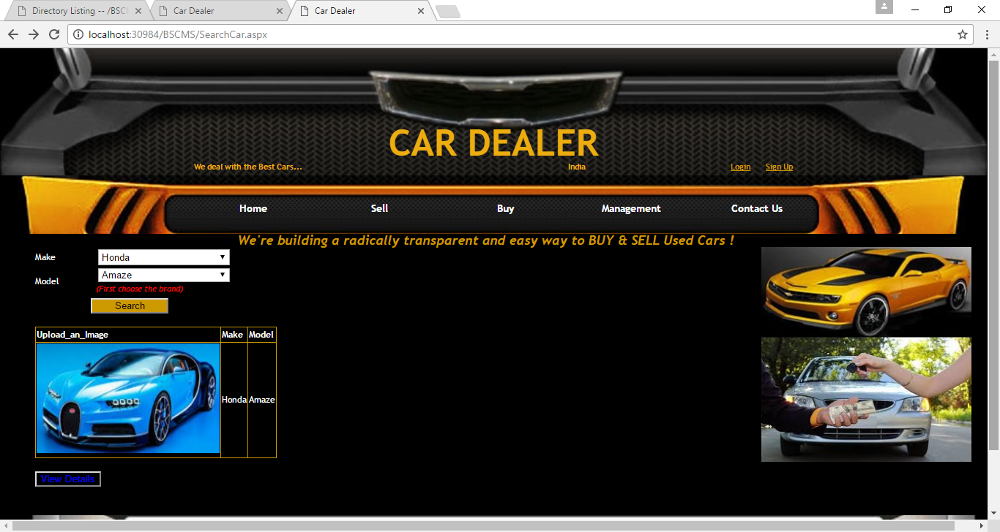 Directory Listing -- /BSC
Car Dealer
Car Dealer
localhost:30984/BSCMS/SearchCar.aspx
CAR DEALER
We deal with the Best Cars... India Login Sign Up
Home Sell Buy Management Contact Us
We're building a radically transparent and easy way to BUY & SELL Used Cars !
Make Honda
Model Amaze
(First choose the brand)
Search
Upload_an_Image Make Model
Honda Amaze
View Details